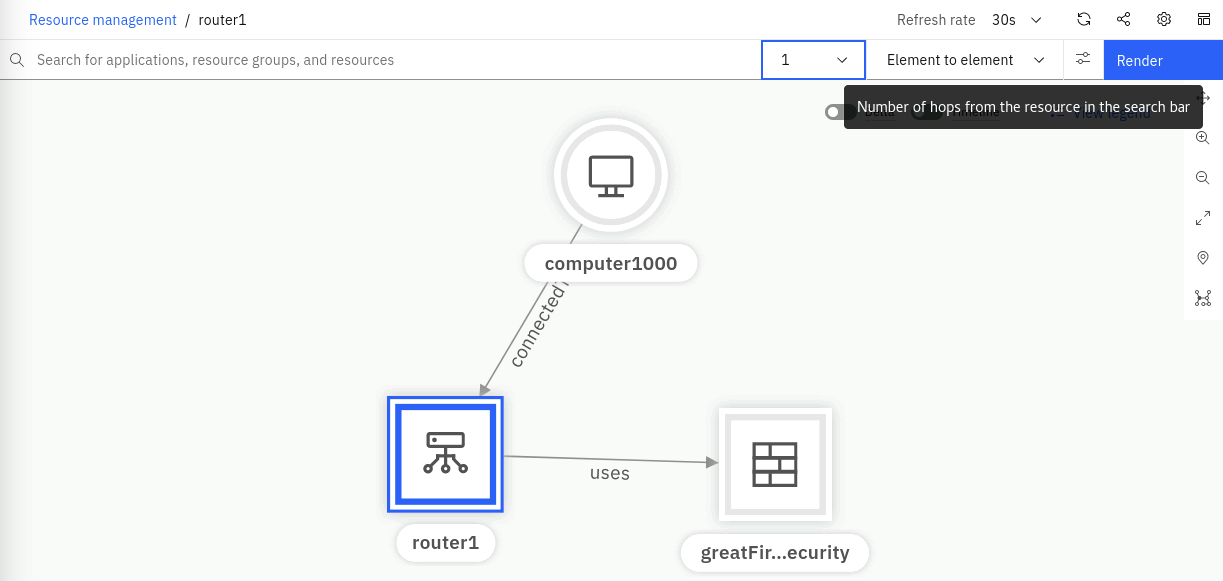 Resource management / router1
Refresh rate 30s
Search for applications, resource groups, and resources
1
Element to element
Render
Number of hops from the resource in the search bar
Delta
Timeline
View legend
computer1000
connected
uses
router1
greatFir...ecurity